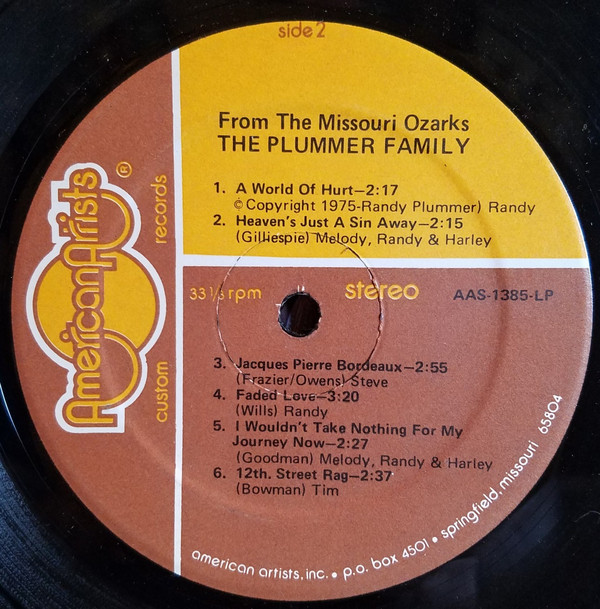 side 2
From The Missouri Ozarks
THE PLUMMER FAMILY
1. A World Of Hurt—2:17
©Copyright 1975-Randy Plummer) Randy
2. Heaven's Just A Sin Away—2:15
(Gilliespie) Melody, Randy & Harley
33 1/3 rpm stereo AAS-1385-LP
3. Jacques Pierre Bordeaux—2:55
(Frazier/Owens) Steve
4. Faded Love—3:20
(Wills) Randy
5. I Wouldn't Take Nothing For My
Journey Now—2:27
(Goodman) Melody, Randy & Harley
6. 12th. Street Rag—2:37
(Bowman) Tim
American Artists ®
custom records
american artists, inc. • p.o. box 4501 • springfield, missouri 65804